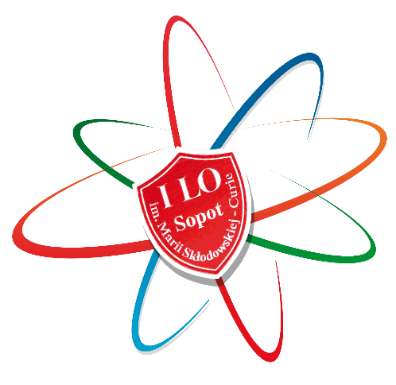 I LO
Sopot
im. Marii Skłodowskiej - Curie